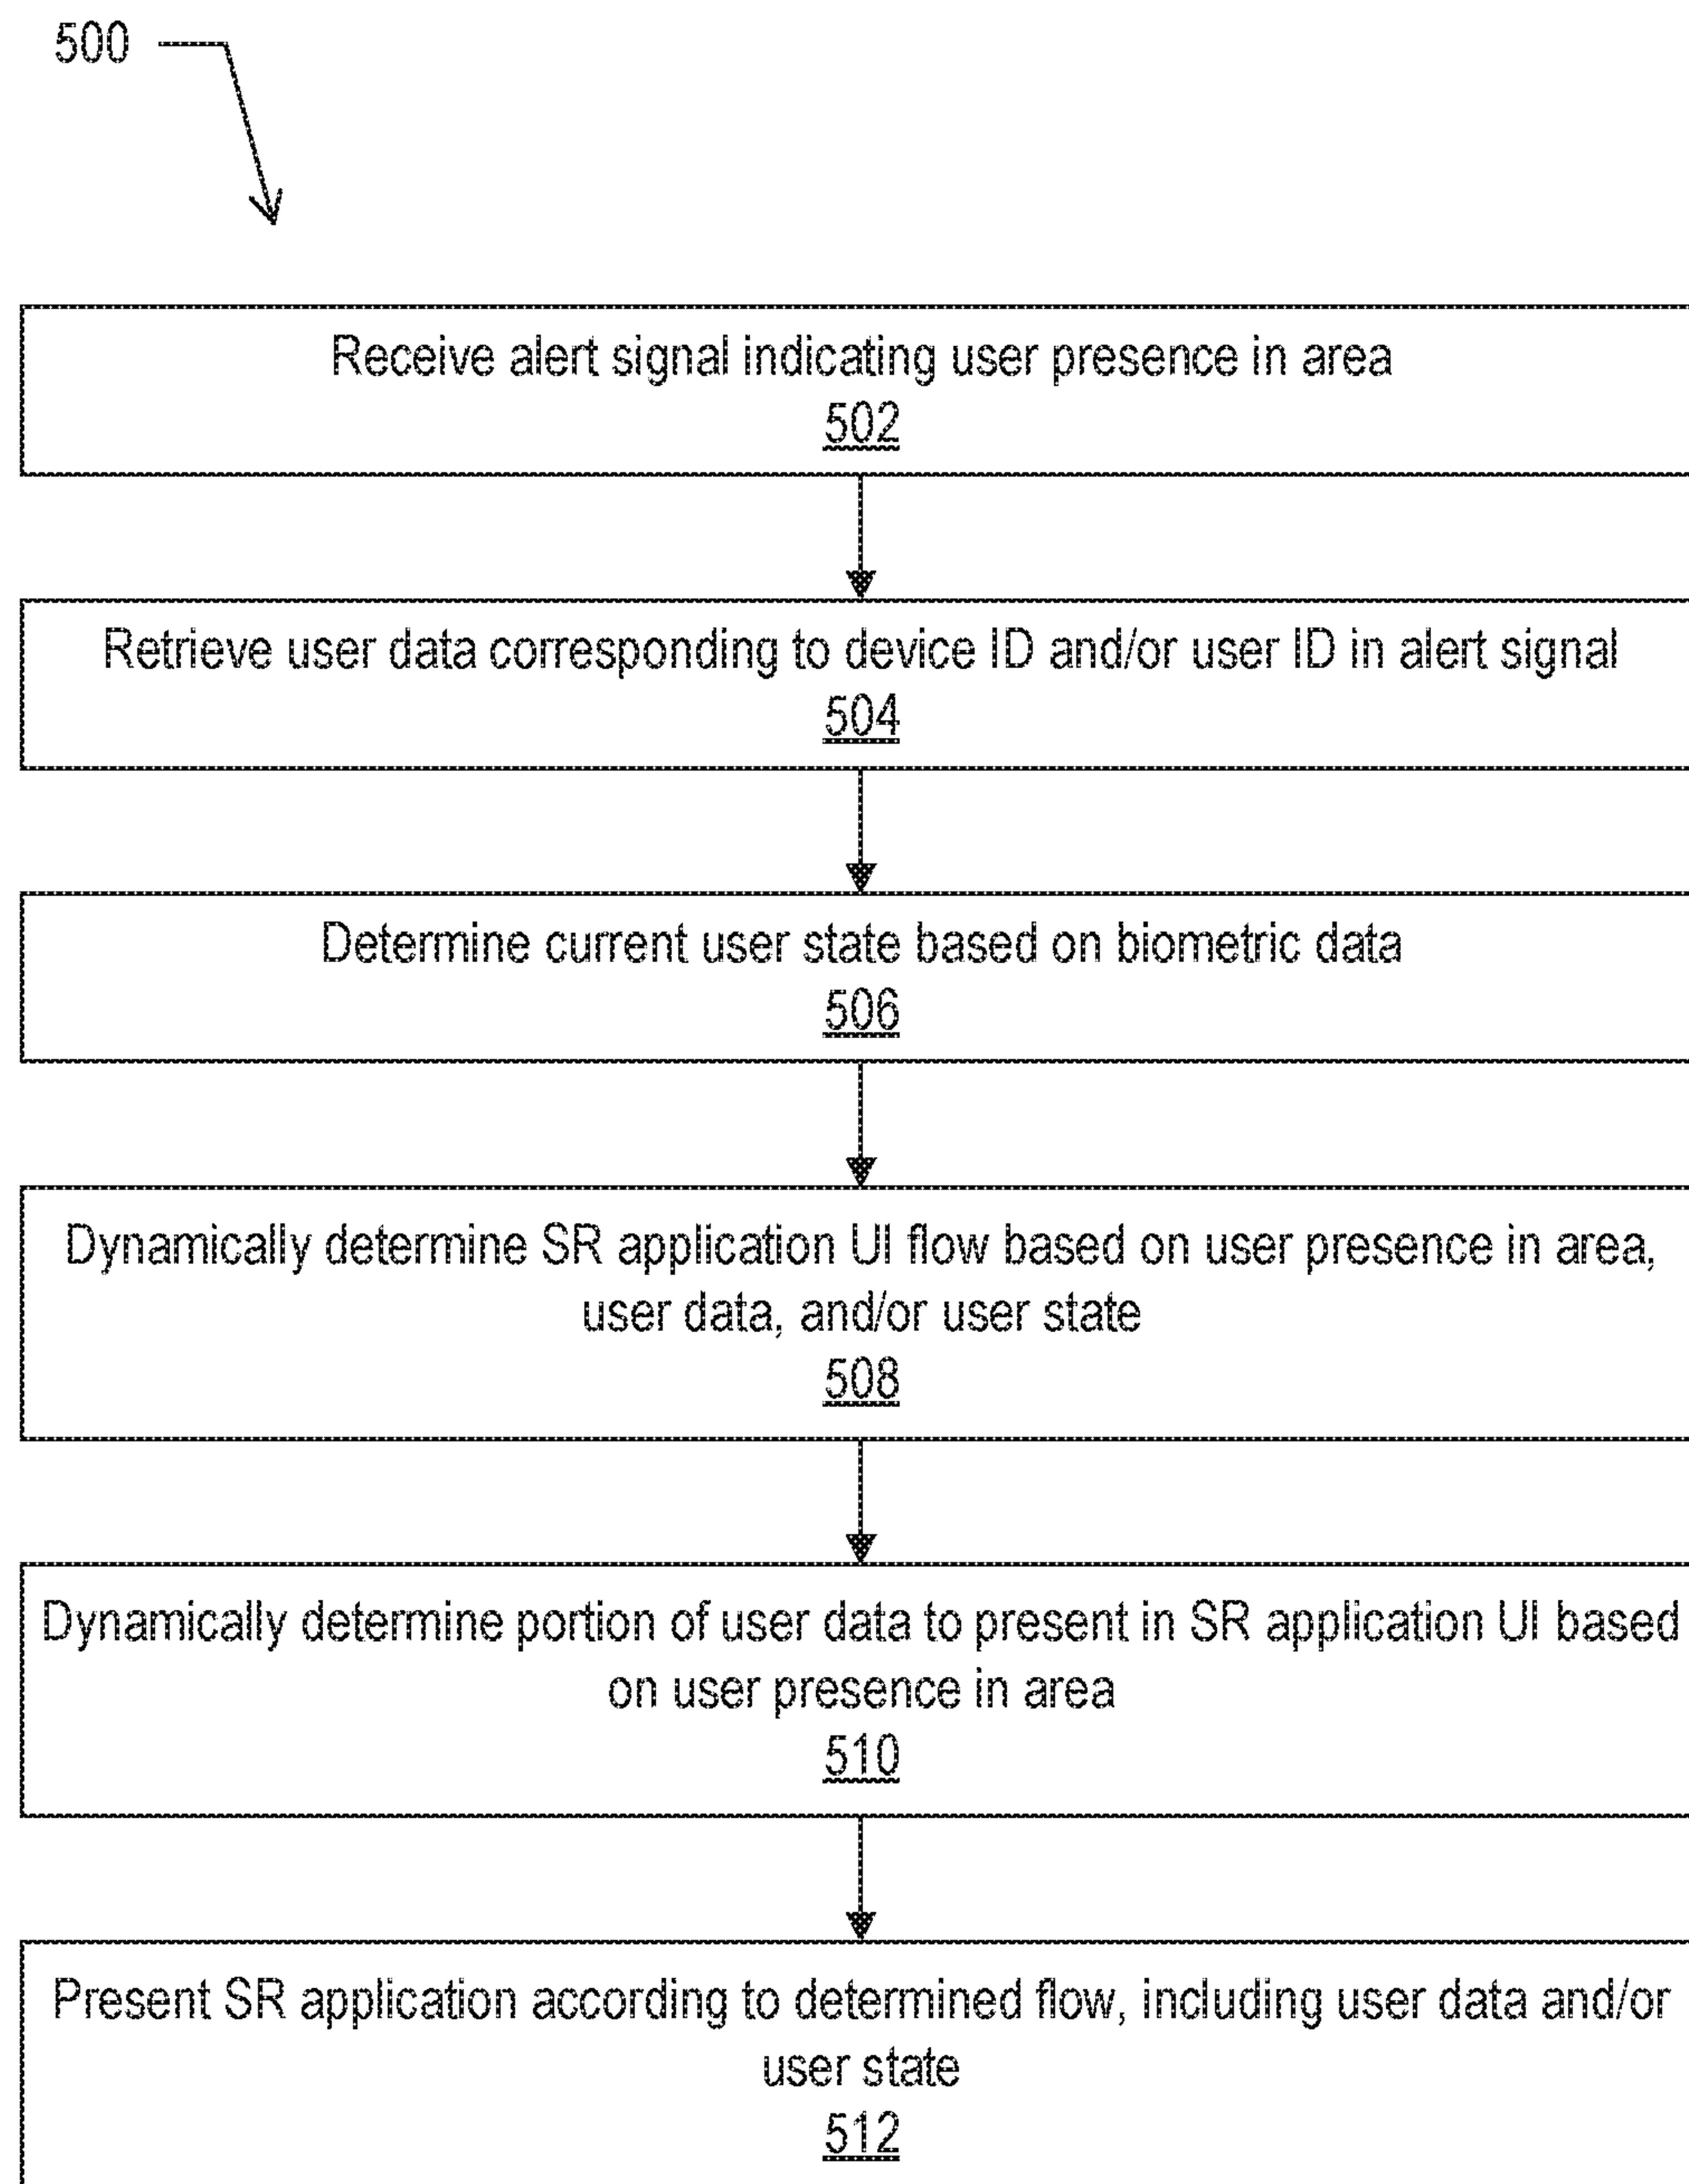 500
Receive alert signal indicating user presence in area
502
Retrieve user data corresponding to device ID and/or user ID in alert signal
504
Determine current user state based on biometric data
506
Dynamically determine SR application UI flow based on user presence in area,
user data, and/or user state
508
Dynamically determine portion of user data to present in SR application UI based
on user presence in area
510
Present SR application according to determined flow, including user data and/or
user state
512